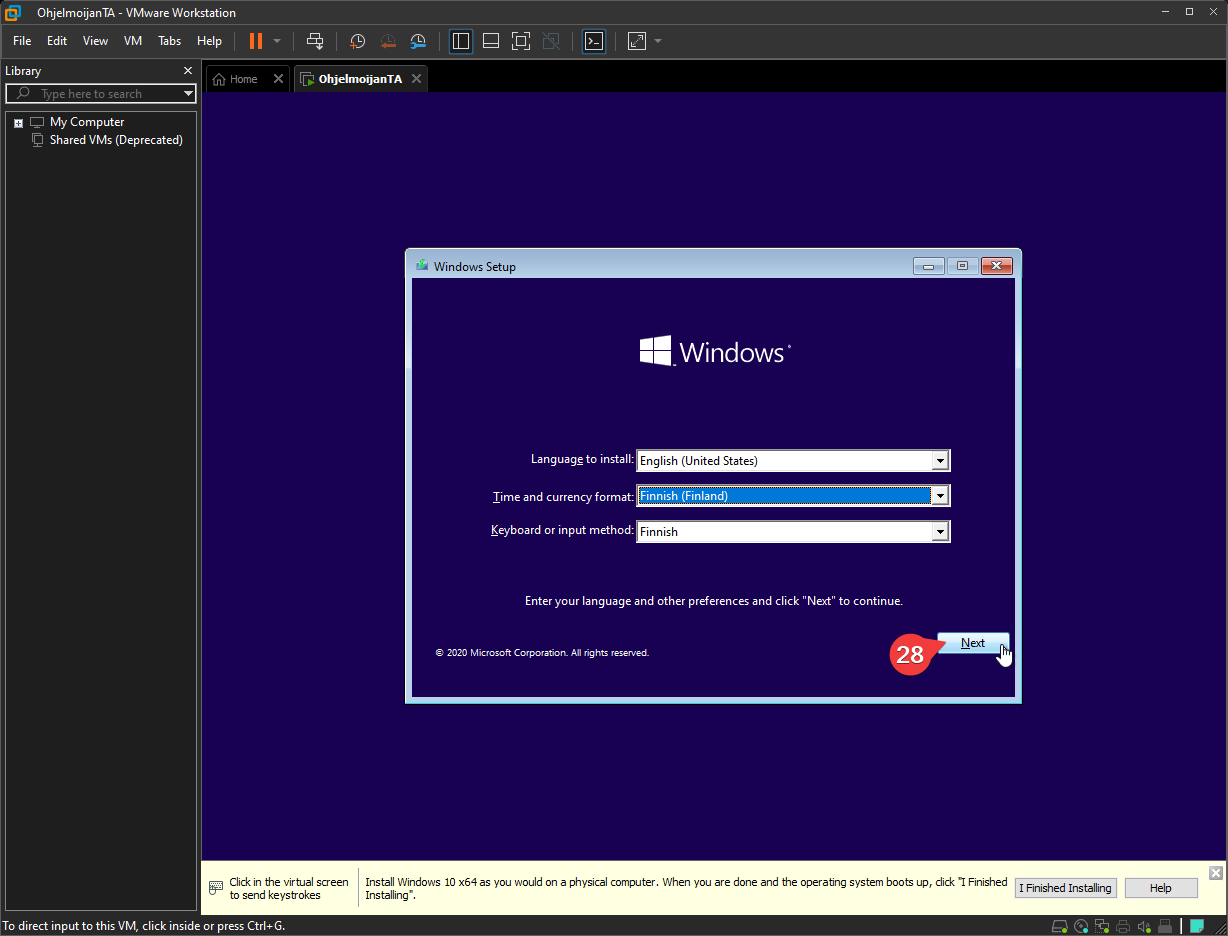 OhjelmoijanTA - VMware Workstation
File Edit View VM Tabs Help
Library
Type here to search
My Computer
Shared VMs (Deprecated)
Home
OhjelmoijanTA
Windows Setup
Windows
Language to install: English (United States)
Time and currency format: Finnish (Finland)
Keyboard or input method: Finnish
Enter your language and other preferences and click "Next" to continue.
28 Next
© 2020 Microsoft Corporation. All rights reserved.
Click in the virtual screen
to send keystrokes
Install Windows 10 x64 as you would on a physical computer. When you are done and the operating system boots up, click "I Finished
Installing".
I Finished Installing
Help
To direct input to this VM, click inside or press Ctrl+G.